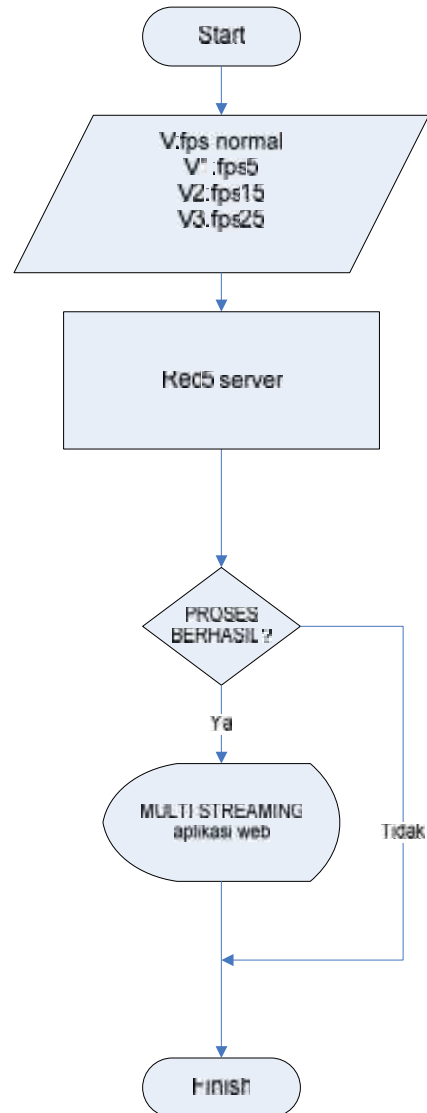 Start
V:fps normal
V1:fps5
V2:fps15
V3.fps25
Red5 server
PROSES
BERHASIL ?
Ya
MULTI STREAMING
aplikasi web
Tidak
Finish